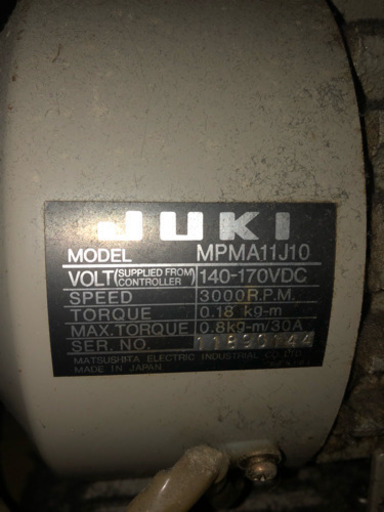 JUKI
MODEL MPMA11J10
VOLT(SUPPLIED FROM CONTROLLER) 140-170VDC
SPEED 3000R.P.M.
TORQUE 0.18 kg-m
MAX.TORQUE 0.8kg-m/30A
SER. NO.
MATSUSHITA ELECTRIC INDUSTRIAL CO.LTD.
MADE IN JAPAN